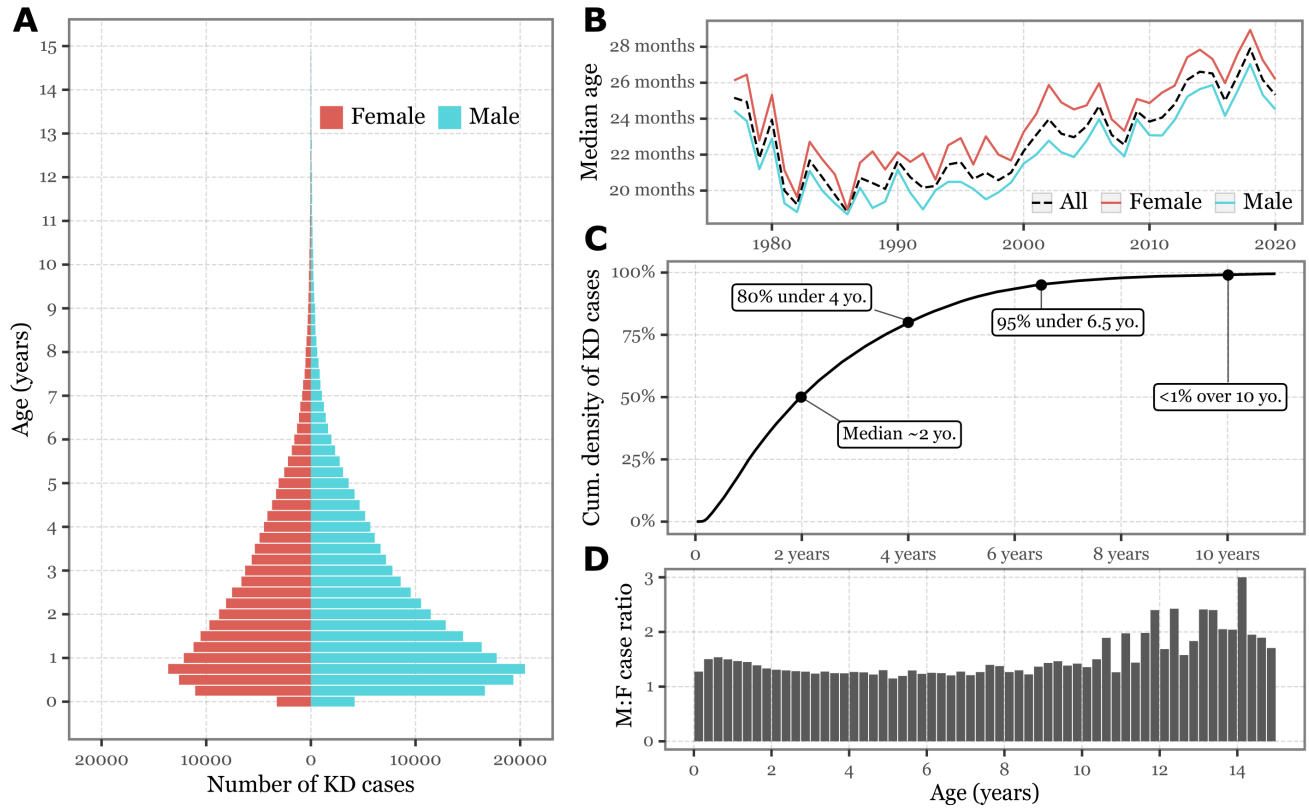 A
15
14
13
12
11
10
9
8
7
6
5
4
3
2
1
0
Age (years)
Female
Male
20000
10000
0
10000
20000
Number of KD cases
B
28 months
26 months
24 months
22 months
20 months
Median age
All
Female
Male
1980
1990
2000
2010
2020
C
100%
75%
50%
25%
0%
Cum. density of KD cases
80% under 4 yo.
95% under 6.5 yo.
<1% over 10 yo.
Median ~2 yo.
0
2 years
4 years
6 years
8 years
10 years
D
3
2
1
0
M:F case ratio
0
2
4
6
8
10
12
14
Age (years)